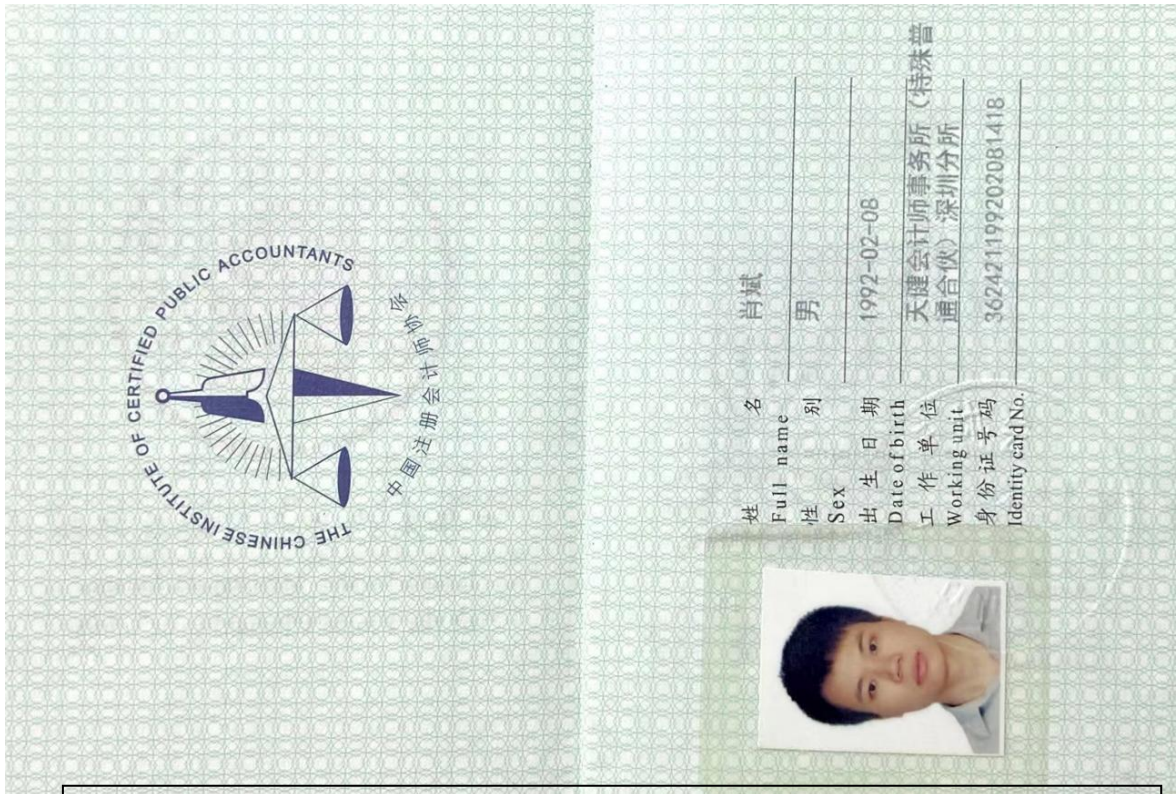 THE CHINESE INSTITUTE OF CERTIFIED PUBLIC ACCOUNTANTS
中国注册会计师协会
姓 名 肖斌
Full name
性 别 男
Sex
出 生 日 期 1992-02-08
Date of birth
工 作 单 位 天健会计师事务所(特殊普
Working unit 通合伙)深圳分所
身 份 证 号 码 362421199202081418
Identity card No.